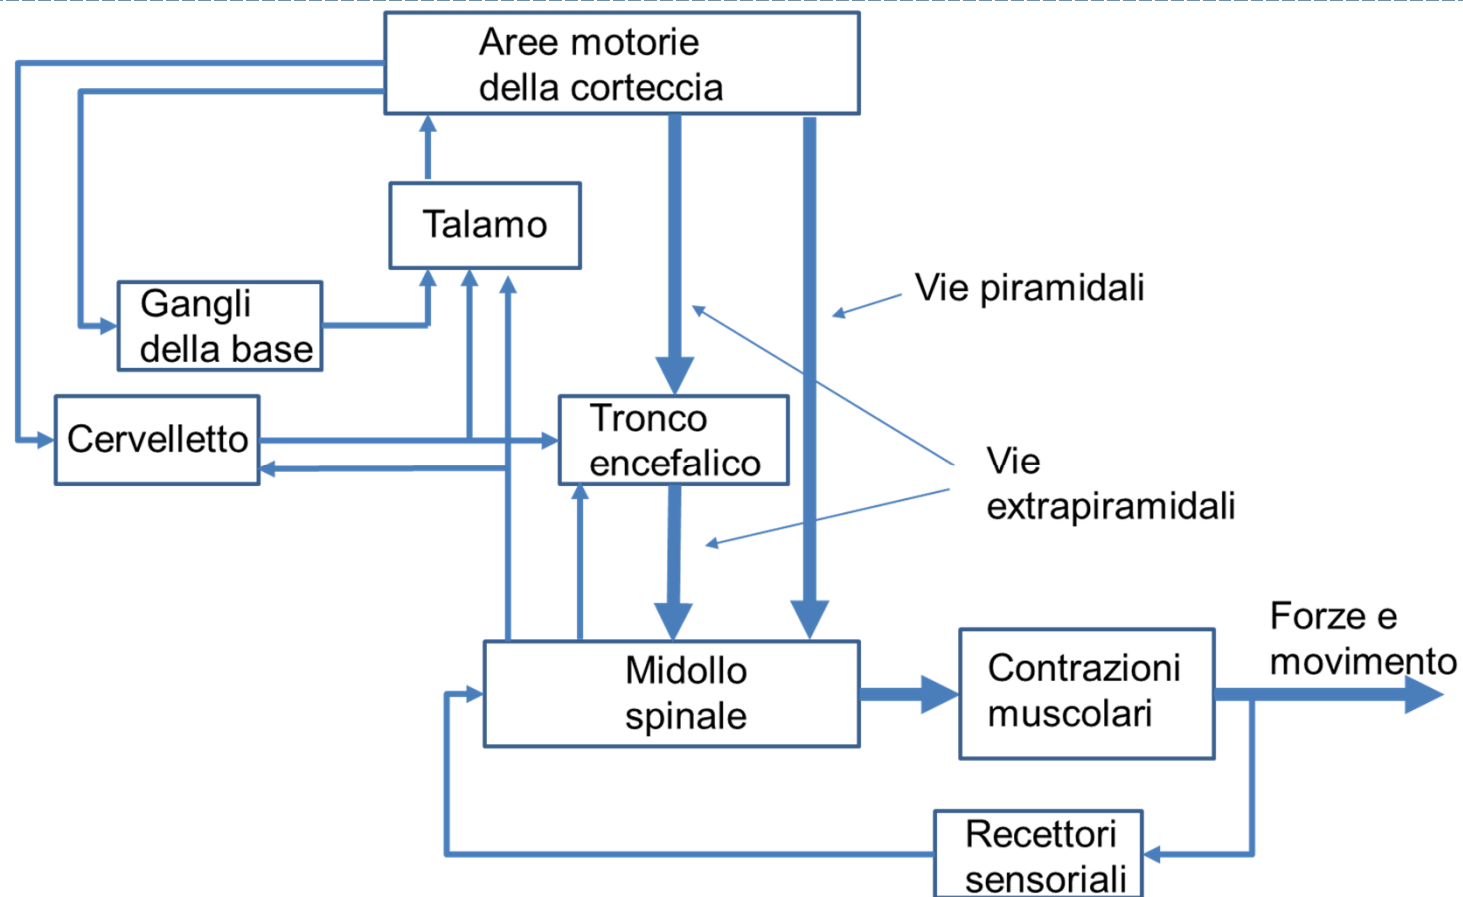 Aree motorie
della corteccia
Talamo
Vie piramidali
Gangli
della base
Tronco
encefalico
Cervelletto
Vie
extrapiramidali
Forze e
movimento
Midollo
spinale
Contrazioni
muscolari
Recettori
sensoriali